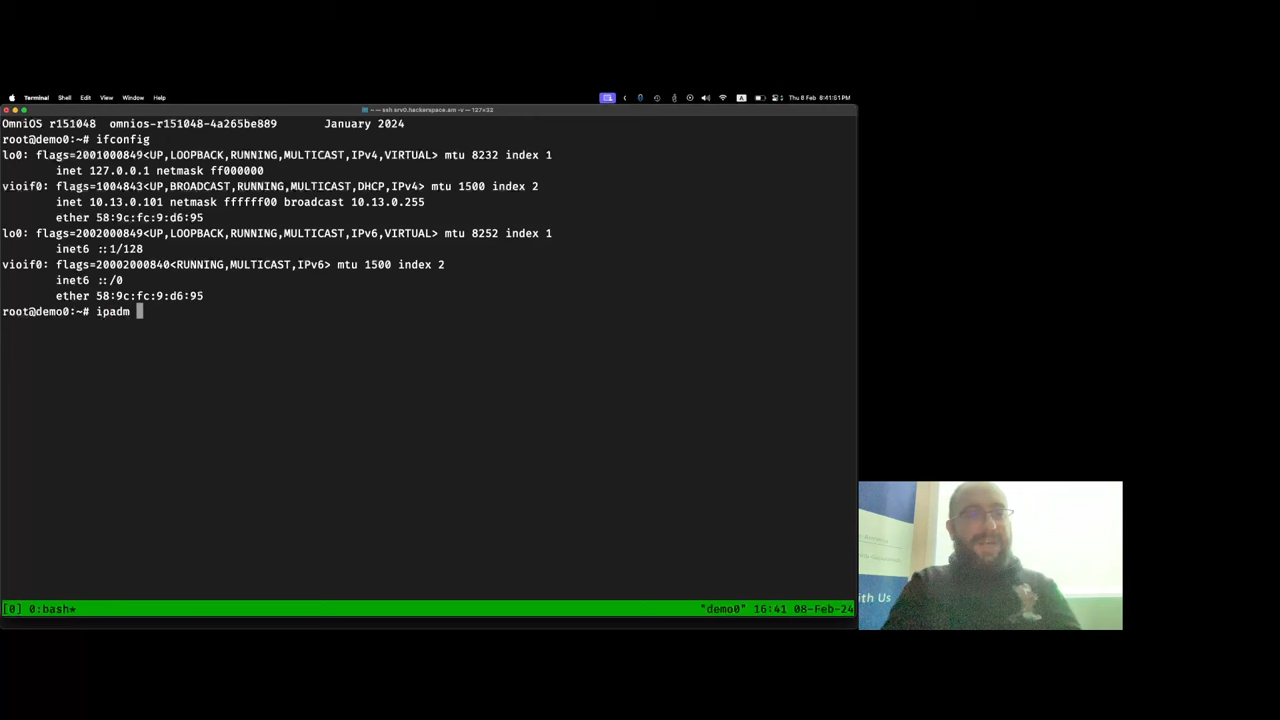 Terminal Shell Edit View Window Help
Thu 8 Feb 8:41:51 PM
~ — ssh srv0.hackerspace.am -v — 127×32
OmniOS r151048  omnios-r151048-4a265be889       January 2024
root@demo0:~# ifconfig
lo0: flags=2001000849<UP,LOOPBACK,RUNNING,MULTICAST,IPv4,VIRTUAL> mtu 8232 index 1
        inet 127.0.0.1 netmask ff000000
vioif0: flags=1004843<UP,BROADCAST,RUNNING,MULTICAST,DHCP,IPv4> mtu 1500 index 2
        inet 10.13.0.101 netmask ffffff00 broadcast 10.13.0.255
        ether 58:9c:fc:9:d6:95
lo0: flags=2002000849<UP,LOOPBACK,RUNNING,MULTICAST,IPv6,VIRTUAL> mtu 8252 index 1
        inet6 ::1/128
vioif0: flags=20002000840<RUNNING,MULTICAST,IPv6> mtu 1500 index 2
        inet6 ::/0
        ether 58:9c:fc:9:d6:95
root@demo0:~# ipadm
[0] 0:bash*
"demo0" 16:41 08-Feb-24
ith Us